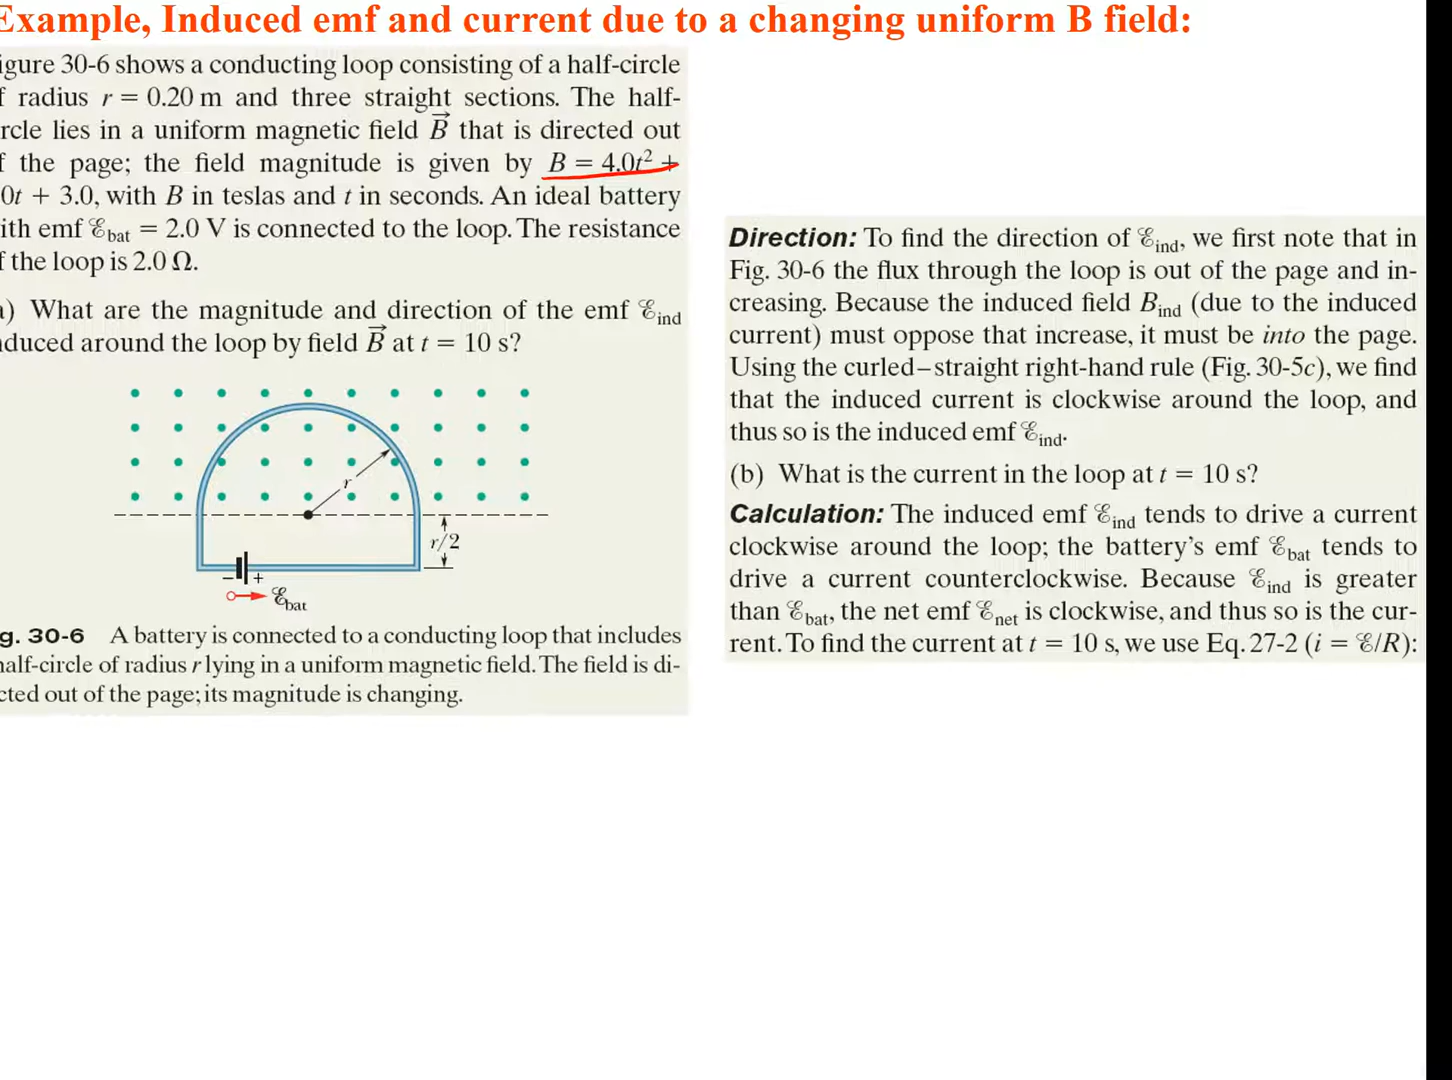 Example, Induced emf and current due to a changing uniform B field:
igure 30-6 shows a conducting loop consisting of a half-circle
f radius r = 0.20 m and three straight sections. The half-
rcle lies in a uniform magnetic field B⃗ that is directed out
f the page; the field magnitude is given by B = 4.0t² +
0t + 3.0, with B in teslas and t in seconds. An ideal battery
ith emf ℰbat = 2.0 V is connected to the loop. The resistance
f the loop is 2.0 Ω.
a) What are the magnitude and direction of the emf ℰind
nduced around the loop by field B⃗ at t = 10 s?
r
r/2
− +
ℰbat
g. 30-6 A battery is connected to a conducting loop that includes
half-circle of radius r lying in a uniform magnetic field. The field is di-
cted out of the page; its magnitude is changing.
Direction: To find the direction of ℰind, we first note that in
Fig. 30-6 the flux through the loop is out of the page and in-
creasing. Because the induced field Bind (due to the induced
current) must oppose that increase, it must be into the page.
Using the curled–straight right-hand rule (Fig. 30-5c), we find
that the induced current is clockwise around the loop, and
thus so is the induced emf ℰind.
(b) What is the current in the loop at t = 10 s?
Calculation: The induced emf ℰind tends to drive a current
clockwise around the loop; the battery's emf ℰbat tends to
drive a current counterclockwise. Because ℰind is greater
than ℰbat, the net emf ℰnet is clockwise, and thus so is the cur-
rent. To find the current at t = 10 s, we use Eq. 27-2 (i = ℰ/R):